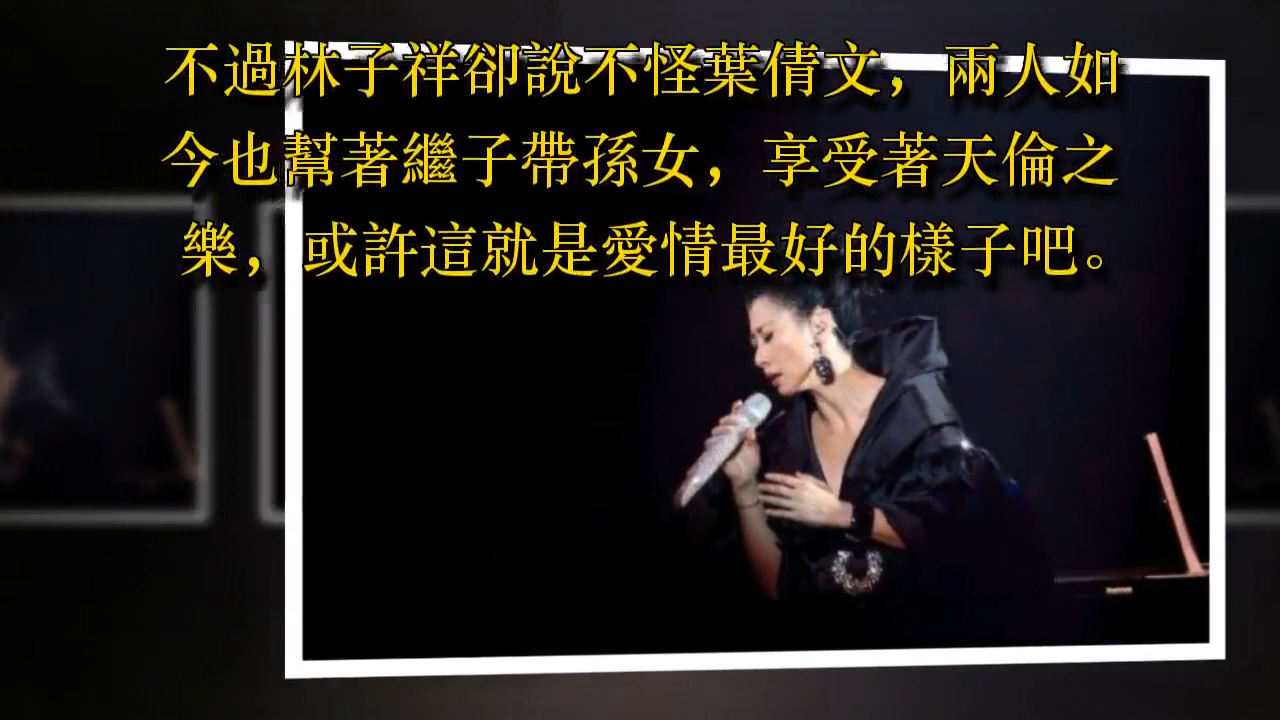 不過林子祥卻說不怪葉倩文，兩人如
今也幫著繼子帶孫女，享受著天倫之
樂，或許這就是愛情最好的樣子吧。